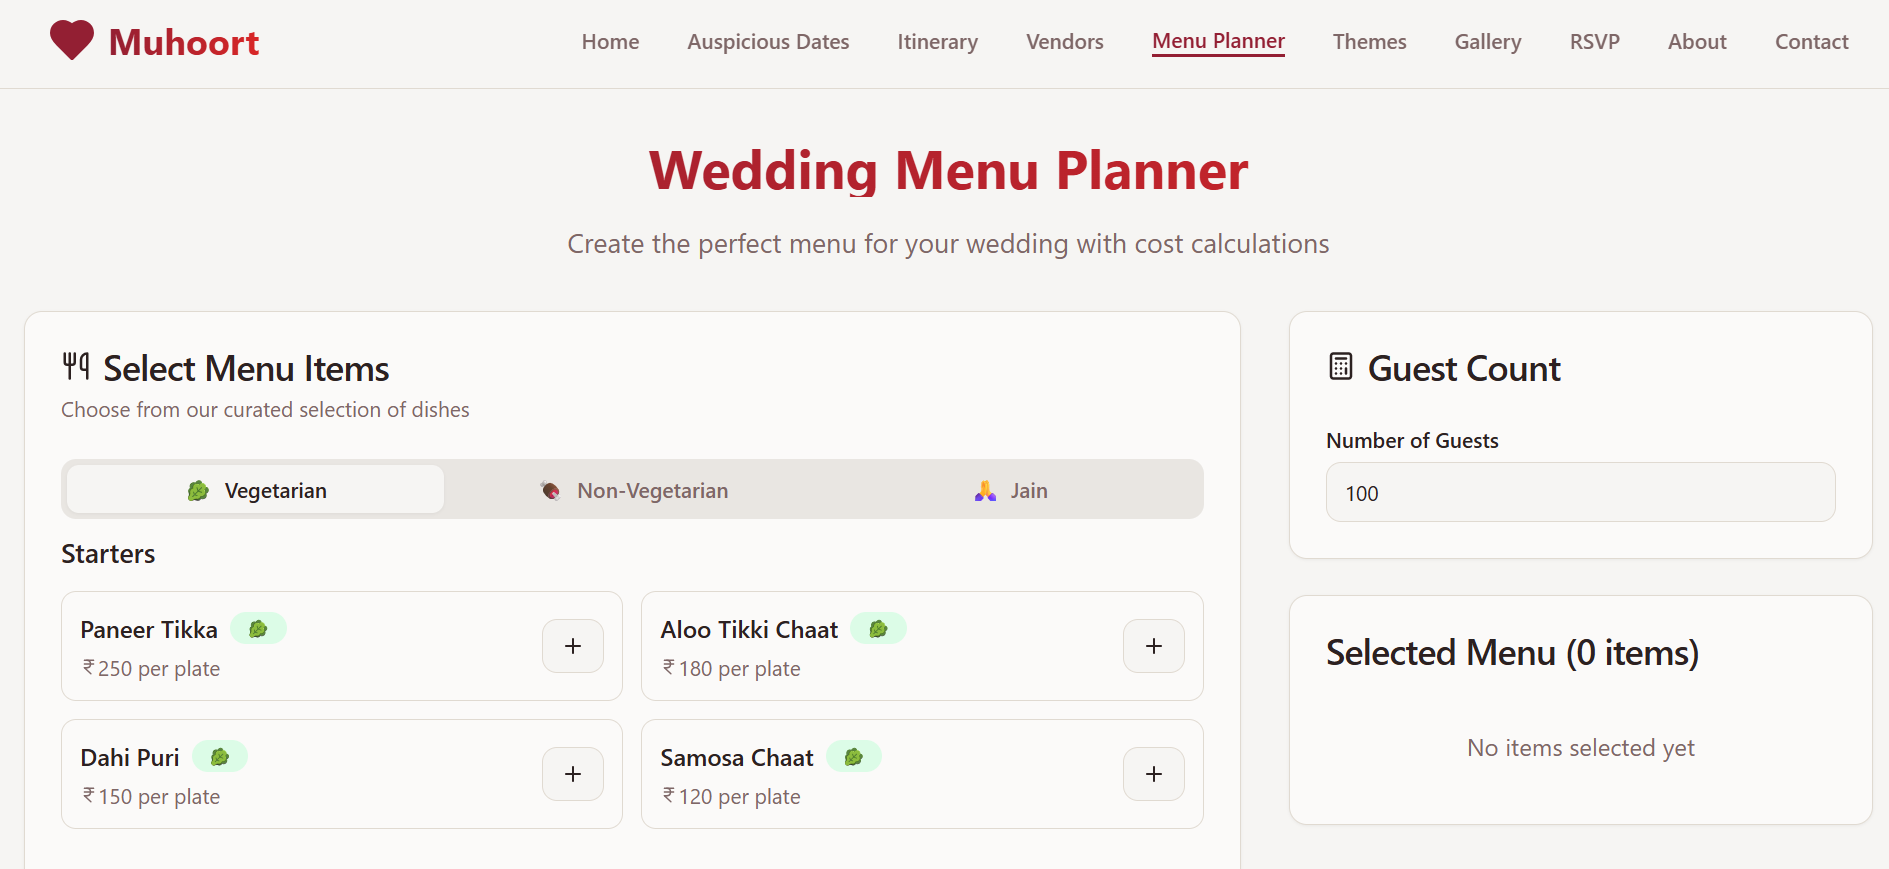 Muhoort
Home Auspicious Dates Itinerary Vendors Menu Planner Themes Gallery RSVP About Contact
Wedding Menu Planner
Create the perfect menu for your wedding with cost calculations
Select Menu Items
Choose from our curated selection of dishes
Vegetarian Non-Vegetarian Jain
Starters
Paneer Tikka
₹250 per plate
Aloo Tikki Chaat
₹180 per plate
Dahi Puri
₹150 per plate
Samosa Chaat
₹120 per plate
Guest Count
Number of Guests
100
Selected Menu (0 items)
No items selected yet